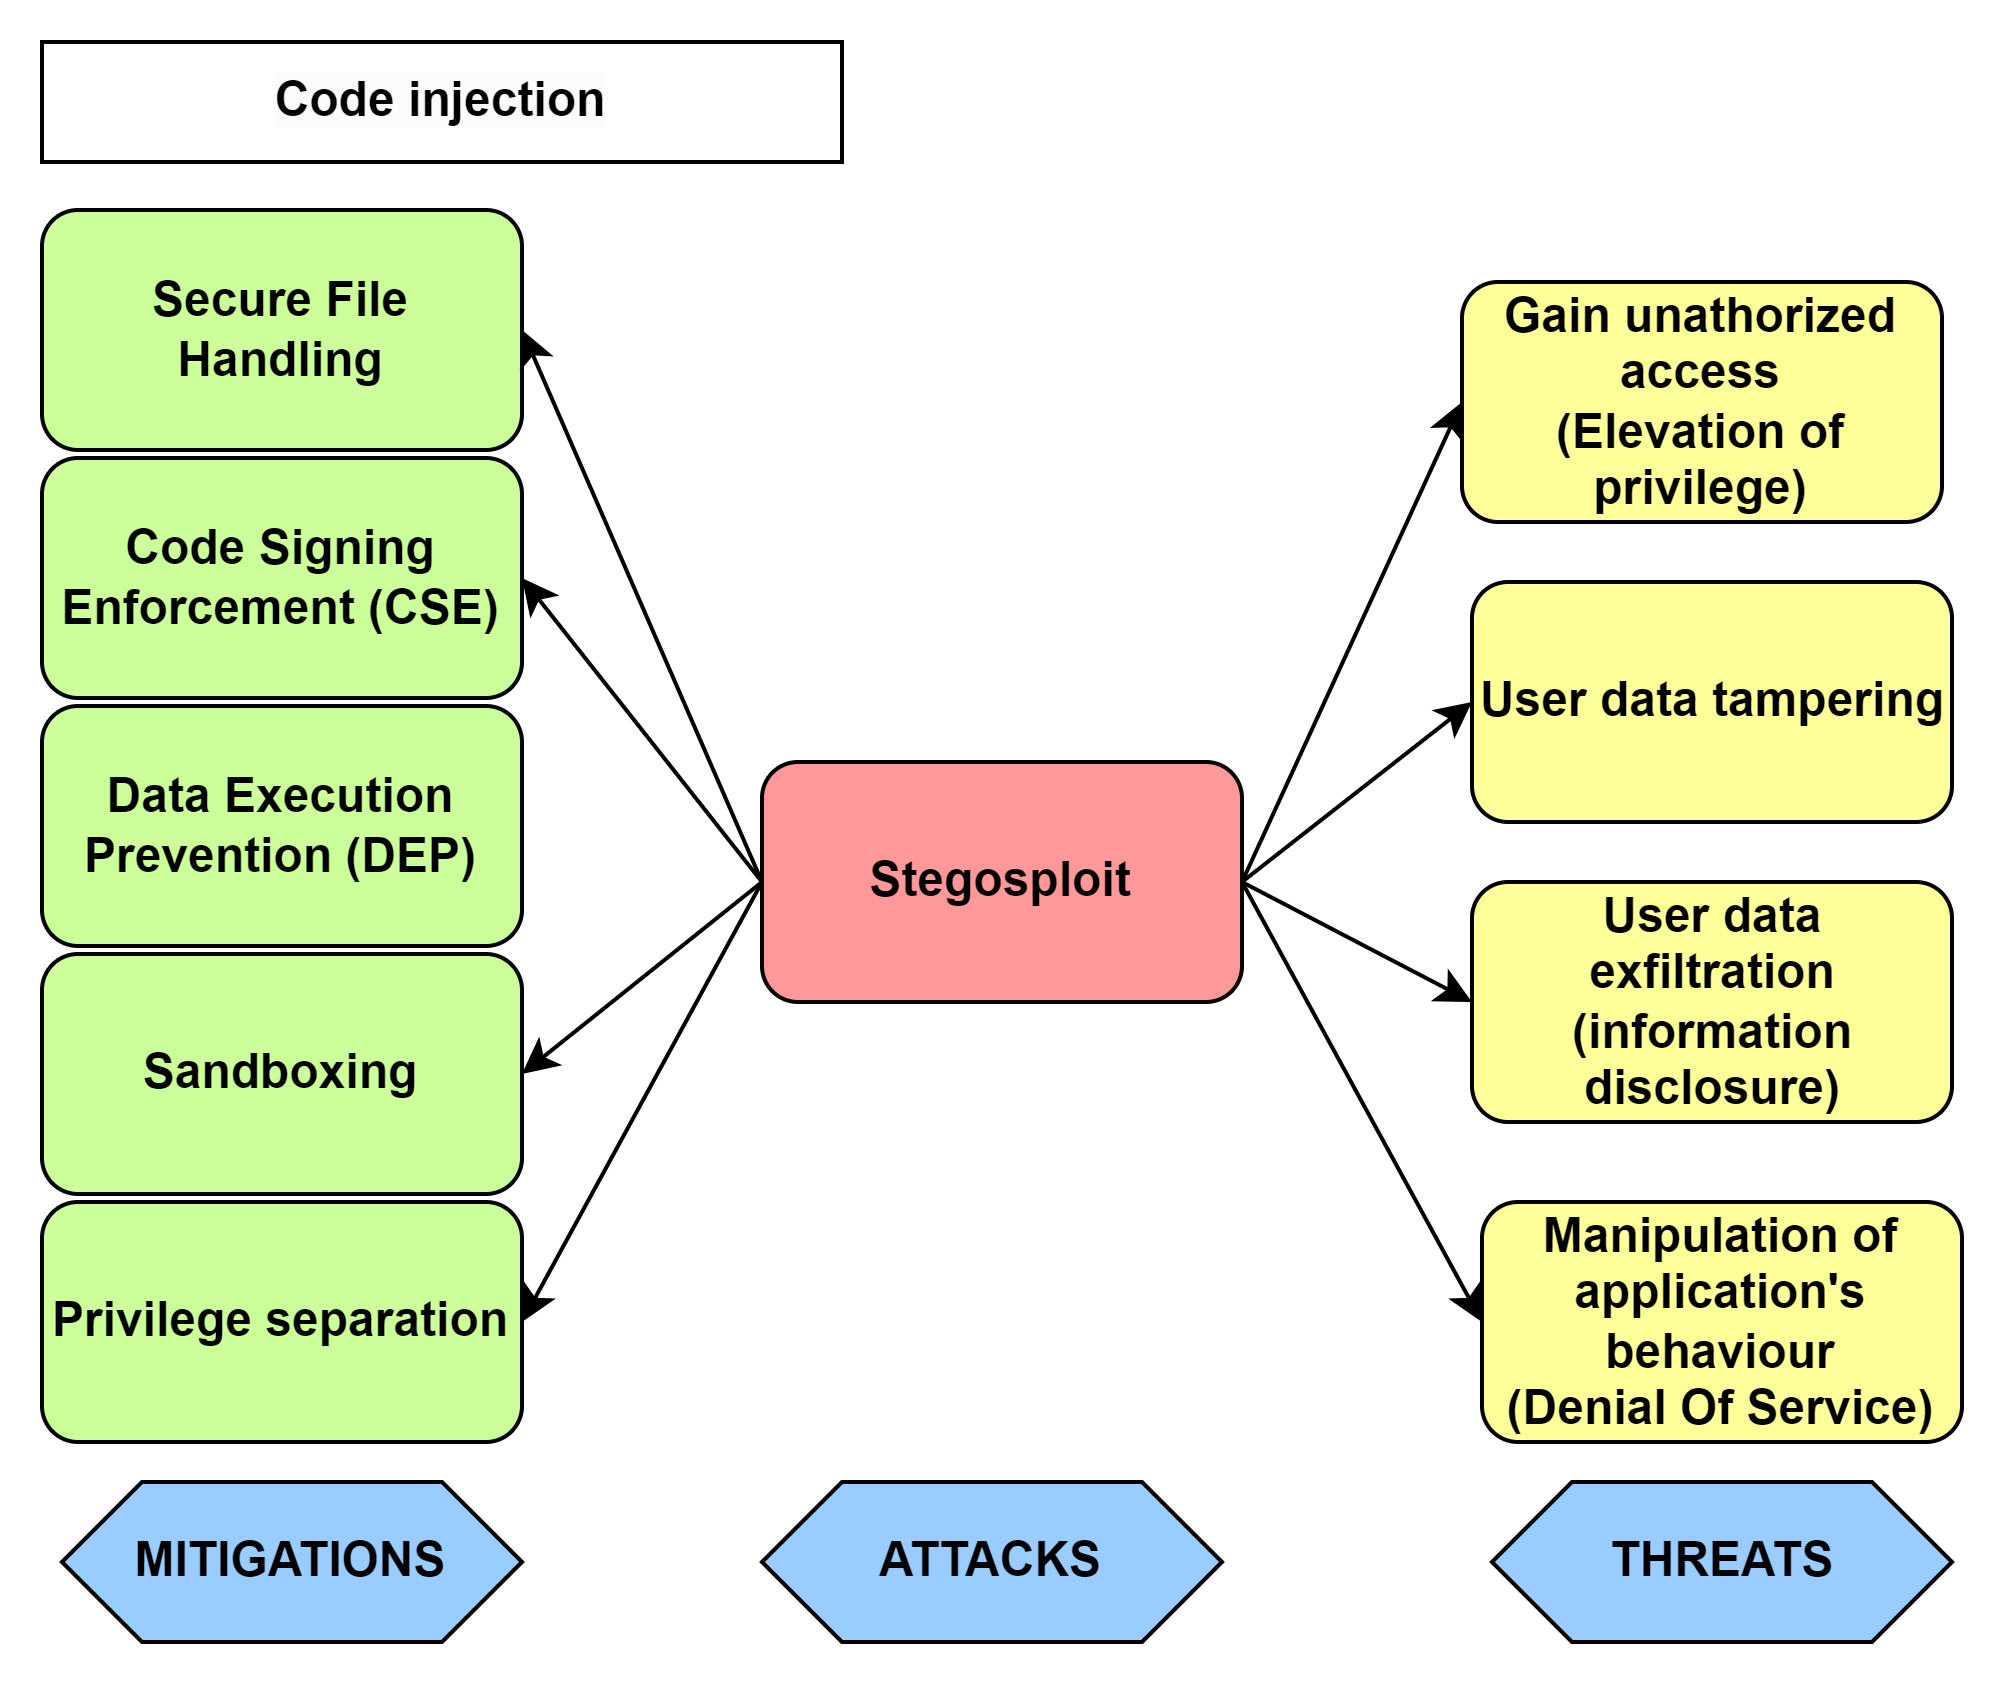 Code injection
Secure File
Handling
Code Signing
Enforcement (CSE)
Data Execution
Prevention (DEP)
Sandboxing
Privilege separation
Stegosploit
Gain unathorized
access
(Elevation of
privilege)
User data tampering
User data
exfiltration
(information
disclosure)
Manipulation of
application's
behaviour
(Denial Of Service)
MITIGATIONS
ATTACKS
THREATS